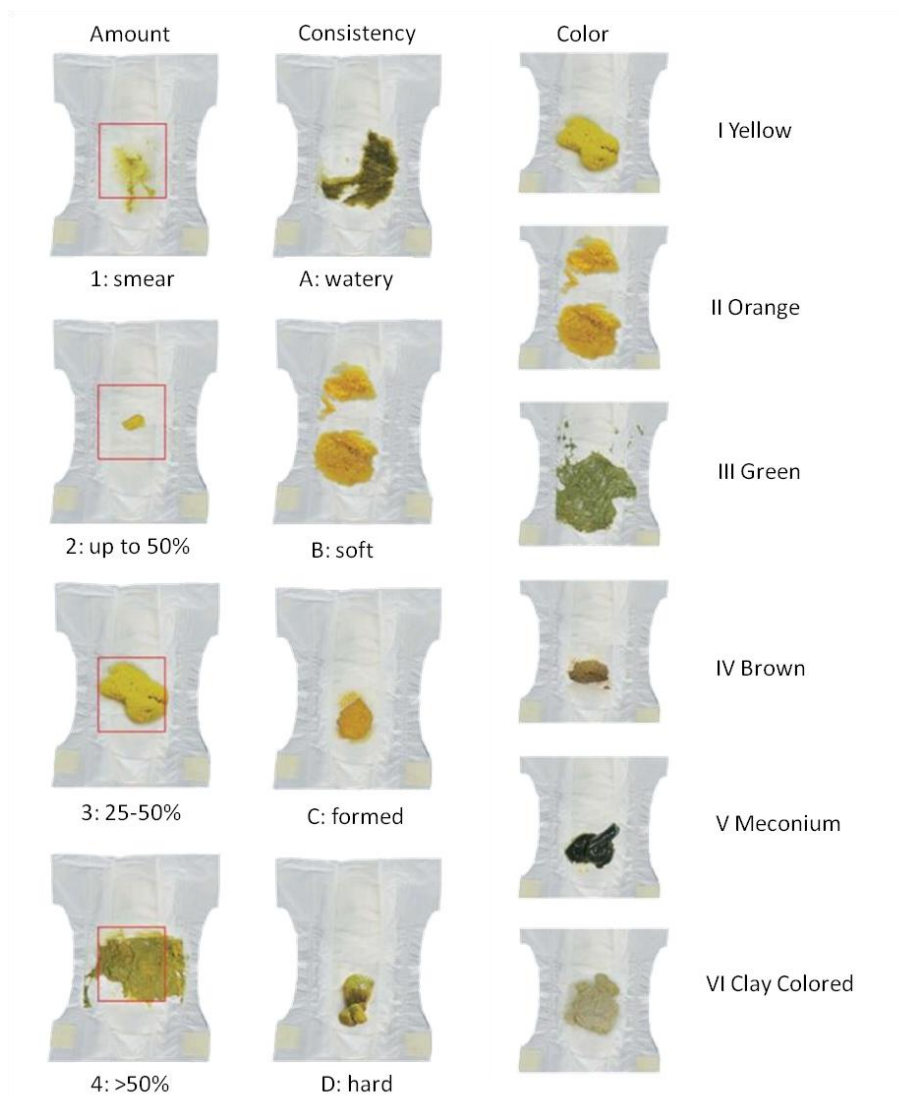 Amount
Consistency
Color
I Yellow
1: smear
A: watery
II Orange
2: up to 50%
B: soft
III Green
3: 25-50%
C: formed
IV Brown
V Meconium
4: >50%
D: hard
VI Clay Colored